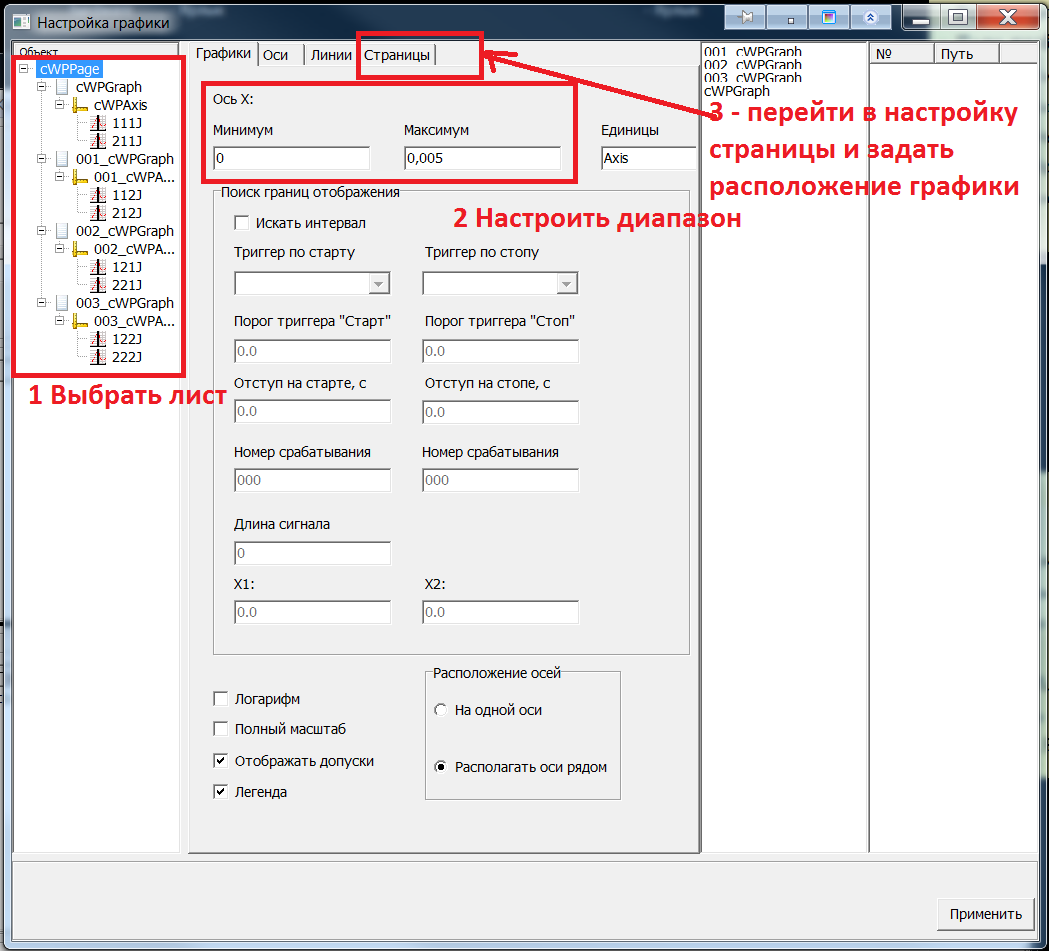 Настройка графики
Объект
cWPPage
cWPGraph
cWPAxis
111J
211J
001_cWPGraph
001_cWPA...
112J
212J
002_cWPGraph
002_cWPA...
121J
221J
003_cWPGraph
003_cWPA...
122J
222J
1 Выбрать лист
Графики Оси Линии Страницы
Ось X:
Минимум Максимум Единицы
0 0,005 Axis
2 Настроить диапазон
Поиск границ отображения
Искать интервал
Триггер по старту Триггер по стопу
Порог триггера "Старт" Порог триггера "Стоп"
0.0 0.0
Отступ на старте, с Отступ на стопе, с
0.0 0.0
Номер срабатывания Номер срабатывания
000 000
Длина сигнала
0
X1: X2:
0.0 0.0
Логарифм
Полный масштаб
Отображать допуски
Легенда
Расположение осей
На одной оси
Располагать оси рядом
001_cWPGraph
002_cWPGraph
003_cWPGraph
cWPGraph
3 - перейти в настройку
страницы и задать
расположение графики
№ Путь
Применить